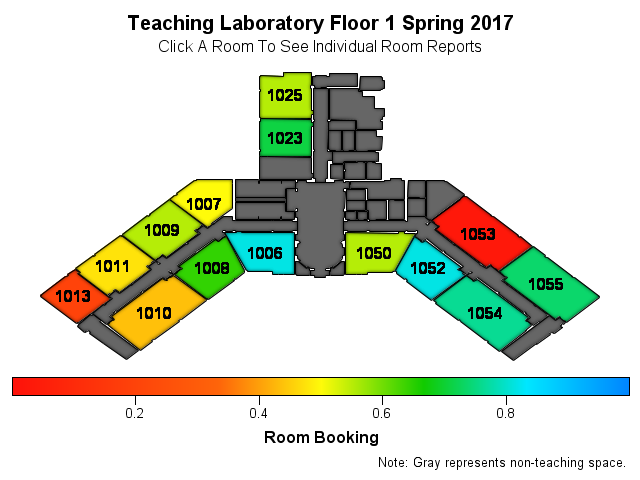 Teaching Laboratory Floor 1 Spring 2017
Click A Room To See Individual Room Reports
1025
1023
1007
1009
1011
1013
1006
1008
1010
1050
1052
1053
1054
1055
0.2 0.4 0.6 0.8
Room Booking
Note: Gray represents non-teaching space.